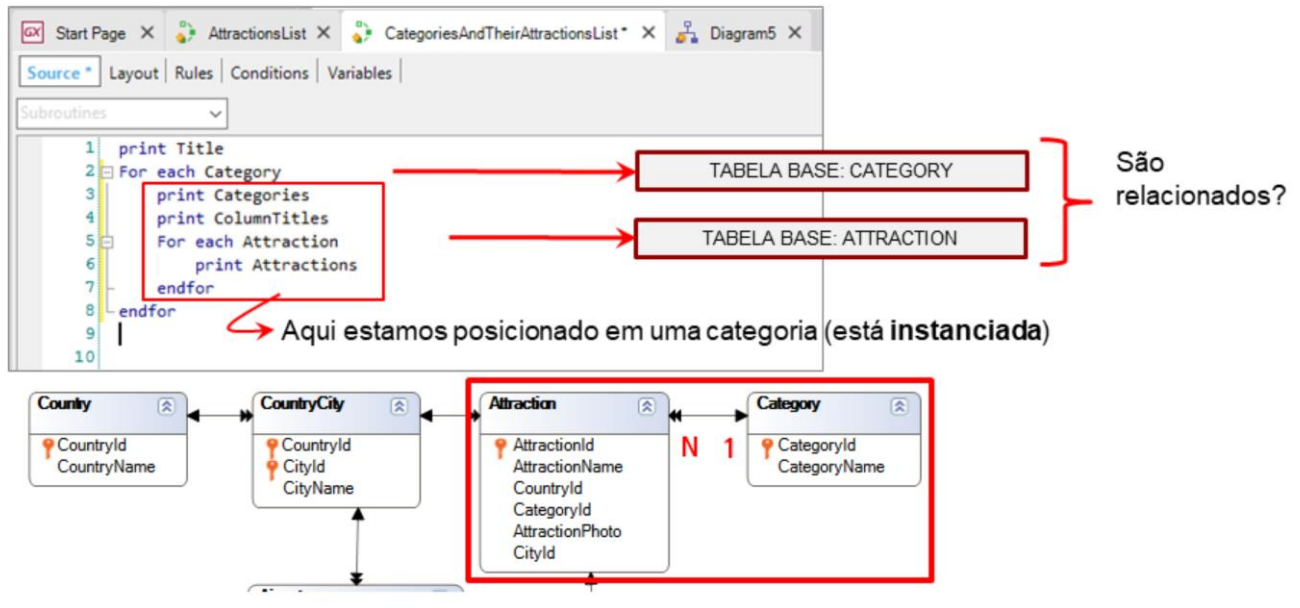 Start Page X AttractionsList X CategoriesAndTheirAttractionsList* X Diagram5 X
Source * Layout Rules Conditions Variables
Subroutines
1 print Title
2 For each Category
3 print Categories
4 print ColumnTitles
5 For each Attraction
6 print Attractions
7 endfor
8 endfor
9
10
TABELA BASE: CATEGORY
TABELA BASE: ATTRACTION
São
relacionados?
Aqui estamos posicionado em uma categoria (está instanciada)
Country
CountryId
CountryName
CountryCity
CountryId
CityId
CityName
Attraction
AttractionId
AttractionName
CountryId
CategoryId
AttractionPhoto
CityId
N 1
Category
CategoryId
CategoryName